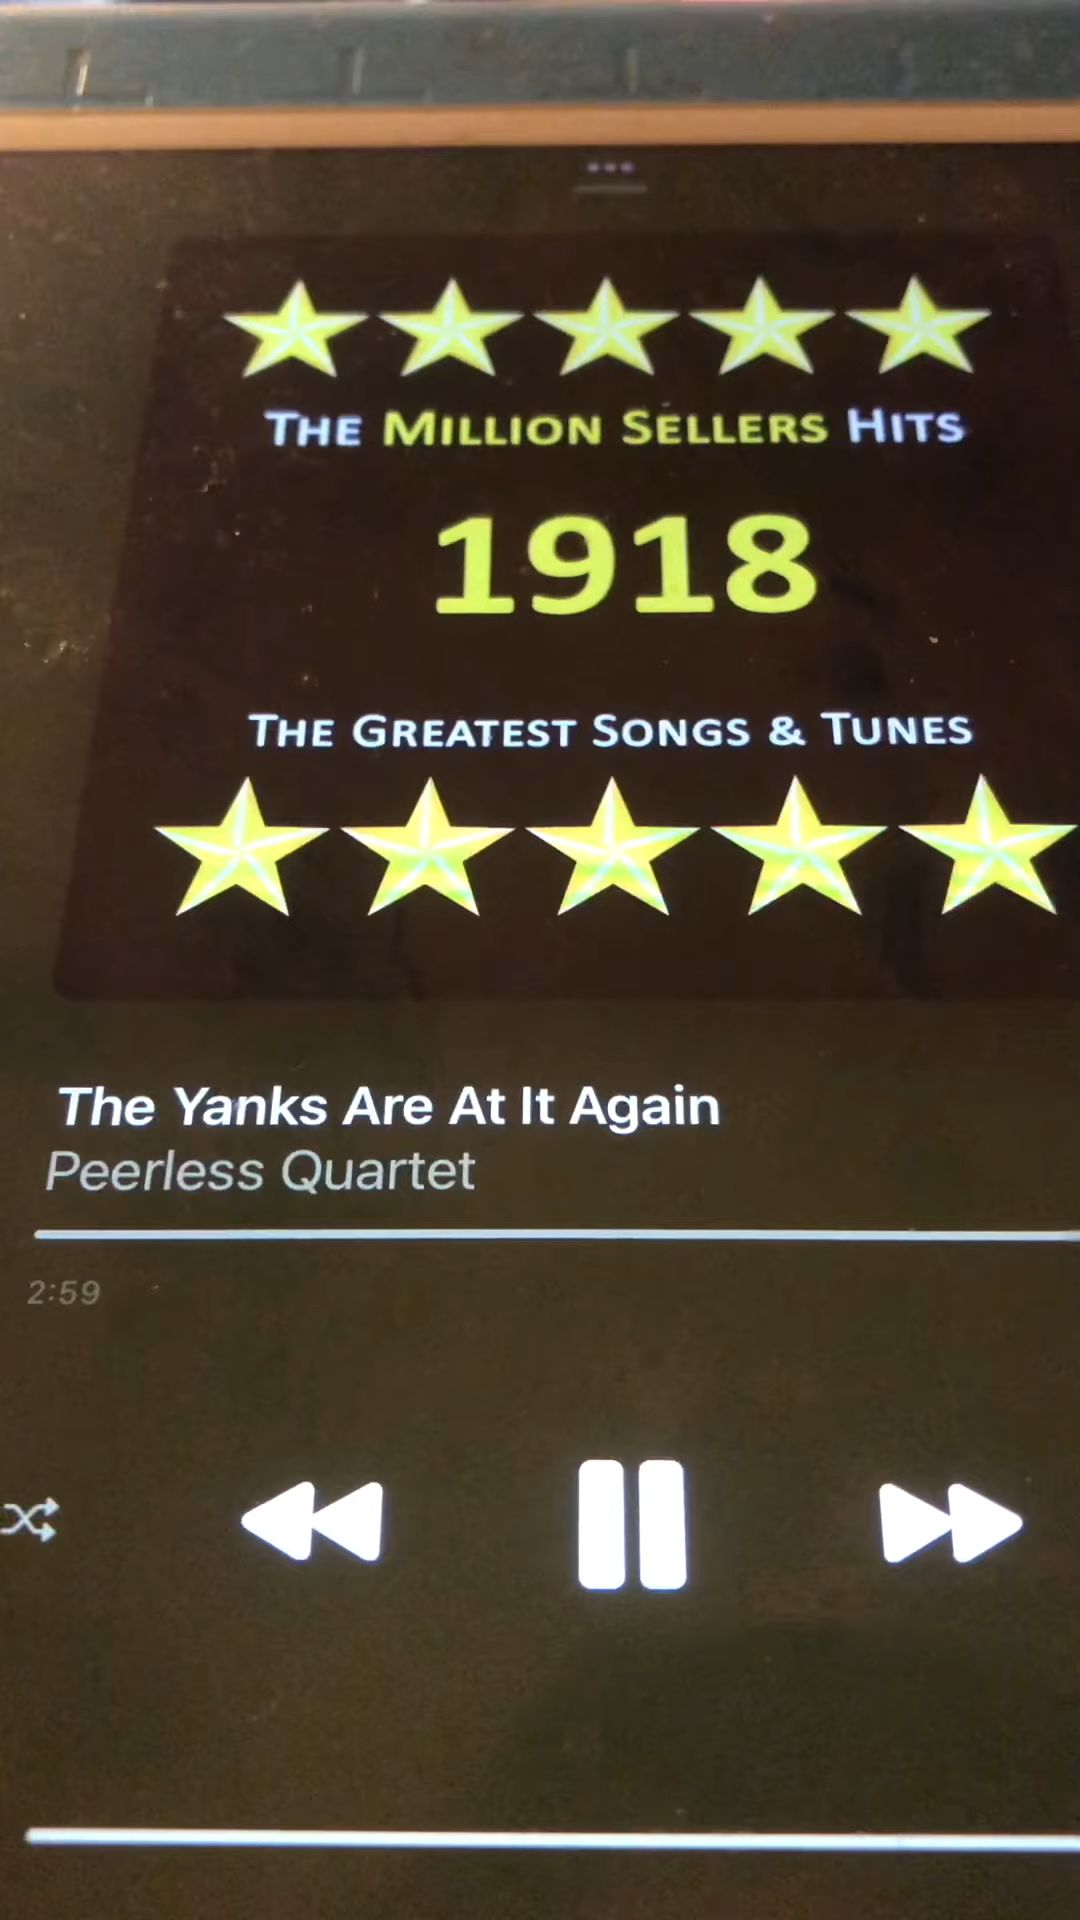 The Million Sellers Hits
1918
The Greatest Songs & Tunes
The Yanks Are At It Again
Peerless Quartet
2:59